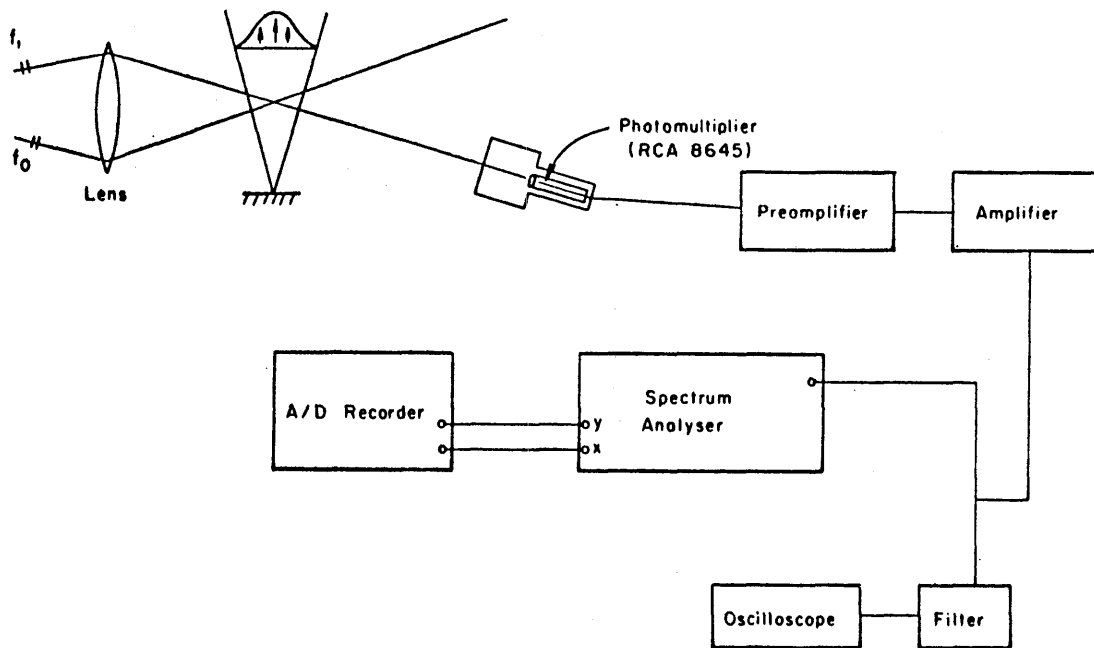 f₁
f₀
Lens
Photomultiplier
(RCA 8645)
Preamplifier
Amplifier
A/D Recorder
y
x
Spectrum
Analyser
Oscilloscope
Filter